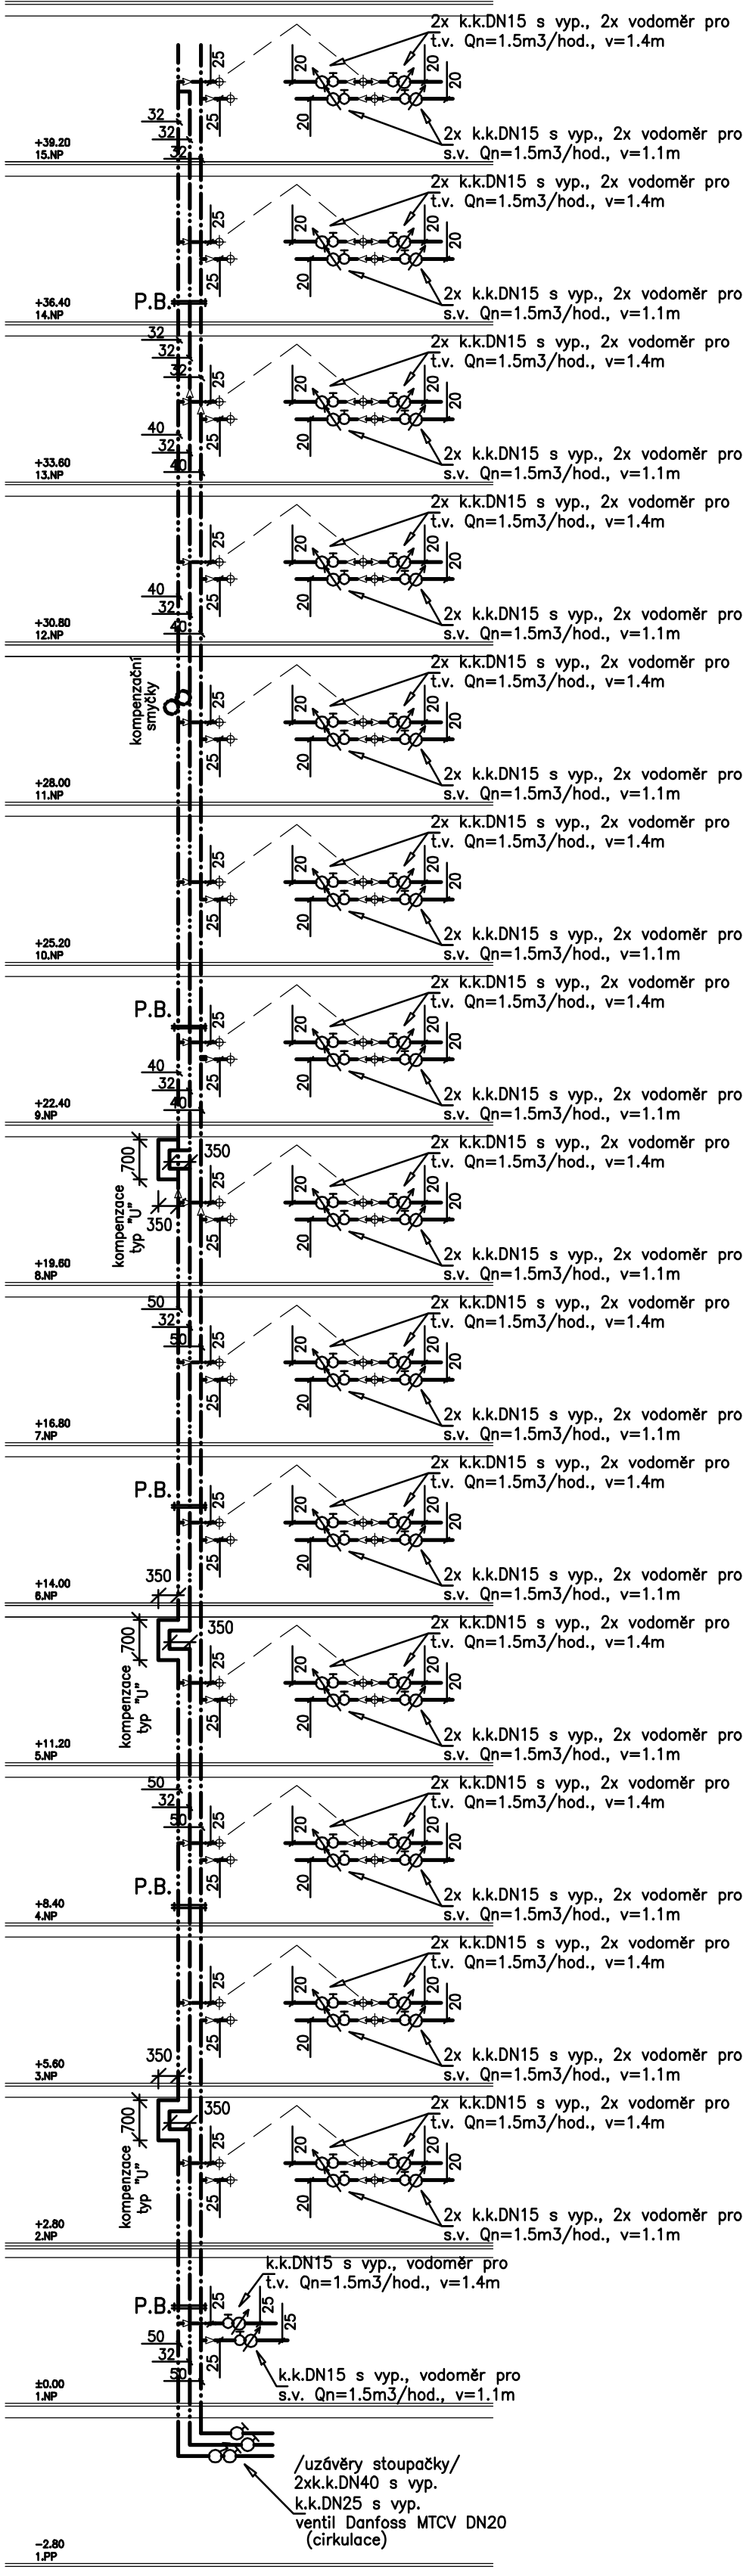 2x k.k.DN15 s vyp., 2x vodoměr pro
t.v. Qn=1.5m3/hod., v=1.4m
25
20
20
20
25
20
32
32
32
2x k.k.DN15 s vyp., 2x vodoměr pro
s.v. Qn=1.5m3/hod., v=1.1m
+39.20
15.NP
2x k.k.DN15 s vyp., 2x vodoměr pro
t.v. Qn=1.5m3/hod., v=1.4m
25
20
20
20
25
20
P.B.
2x k.k.DN15 s vyp., 2x vodoměr pro
s.v. Qn=1.5m3/hod., v=1.1m
+36.40
14.NP
32
32
32
2x k.k.DN15 s vyp., 2x vodoměr pro
t.v. Qn=1.5m3/hod., v=1.4m
25
20
20
20
25
20
40
32
40
2x k.k.DN15 s vyp., 2x vodoměr pro
s.v. Qn=1.5m3/hod., v=1.1m
+33.60
13.NP
2x k.k.DN15 s vyp., 2x vodoměr pro
t.v. Qn=1.5m3/hod., v=1.4m
25
20
20
20
25
20
40
32
40
2x k.k.DN15 s vyp., 2x vodoměr pro
s.v. Qn=1.5m3/hod., v=1.1m
+30.80
12.NP
kompenzační
smyčky
2x k.k.DN15 s vyp., 2x vodoměr pro
t.v. Qn=1.5m3/hod., v=1.4m
25
20
20
20
25
20
2x k.k.DN15 s vyp., 2x vodoměr pro
s.v. Qn=1.5m3/hod., v=1.1m
+28.00
11.NP
2x k.k.DN15 s vyp., 2x vodoměr pro
t.v. Qn=1.5m3/hod., v=1.4m
25
20
20
20
25
20
2x k.k.DN15 s vyp., 2x vodoměr pro
s.v. Qn=1.5m3/hod., v=1.1m
+25.20
10.NP
2x k.k.DN15 s vyp., 2x vodoměr pro
t.v. Qn=1.5m3/hod., v=1.4m
P.B.
25
20
20
20
25
20
40
32
40
2x k.k.DN15 s vyp., 2x vodoměr pro
s.v. Qn=1.5m3/hod., v=1.1m
+22.40
9.NP
2x k.k.DN15 s vyp., 2x vodoměr pro
t.v. Qn=1.5m3/hod., v=1.4m
700
350
350
kompenzace
typ "U"
25
20
20
20
25
20
2x k.k.DN15 s vyp., 2x vodoměr pro
s.v. Qn=1.5m3/hod., v=1.1m
+19.60
8.NP
50
32
50
2x k.k.DN15 s vyp., 2x vodoměr pro
t.v. Qn=1.5m3/hod., v=1.4m
25
20
20
20
25
20
2x k.k.DN15 s vyp., 2x vodoměr pro
s.v. Qn=1.5m3/hod., v=1.1m
+16.80
7.NP
2x k.k.DN15 s vyp., 2x vodoměr pro
t.v. Qn=1.5m3/hod., v=1.4m
P.B.
25
20
20
20
25
20
350
2x k.k.DN15 s vyp., 2x vodoměr pro
s.v. Qn=1.5m3/hod., v=1.1m
+14.00
6.NP
2x k.k.DN15 s vyp., 2x vodoměr pro
t.v. Qn=1.5m3/hod., v=1.4m
700
350
kompenzace
typ "U"
25
20
20
20
25
20
2x k.k.DN15 s vyp., 2x vodoměr pro
s.v. Qn=1.5m3/hod., v=1.1m
+11.20
5.NP
50
32
50
2x k.k.DN15 s vyp., 2x vodoměr pro
t.v. Qn=1.5m3/hod., v=1.4m
25
20
20
20
25
20
P.B.
2x k.k.DN15 s vyp., 2x vodoměr pro
s.v. Qn=1.5m3/hod., v=1.1m
+8.40
4.NP
2x k.k.DN15 s vyp., 2x vodoměr pro
t.v. Qn=1.5m3/hod., v=1.4m
25
20
20
20
25
20
350
2x k.k.DN15 s vyp., 2x vodoměr pro
s.v. Qn=1.5m3/hod., v=1.1m
+5.60
3.NP
2x k.k.DN15 s vyp., 2x vodoměr pro
t.v. Qn=1.5m3/hod., v=1.4m
700
350
kompenzace
typ "U"
25
20
20
20
25
20
2x k.k.DN15 s vyp., 2x vodoměr pro
s.v. Qn=1.5m3/hod., v=1.1m
+2.80
2.NP
k.k.DN15 s vyp., vodoměr pro
t.v. Qn=1.5m3/hod., v=1.4m
P.B.
25
25
25
25
50
32
50
k.k.DN15 s vyp., vodoměr pro
s.v. Qn=1.5m3/hod., v=1.1m
±0.00
1.NP
/uzávěry stoupačky/
2xk.k.DN40 s vyp.
k.k.DN25 s vyp.
ventil Danfoss MTCV DN20
(cirkulace)
-2.80
1.PP